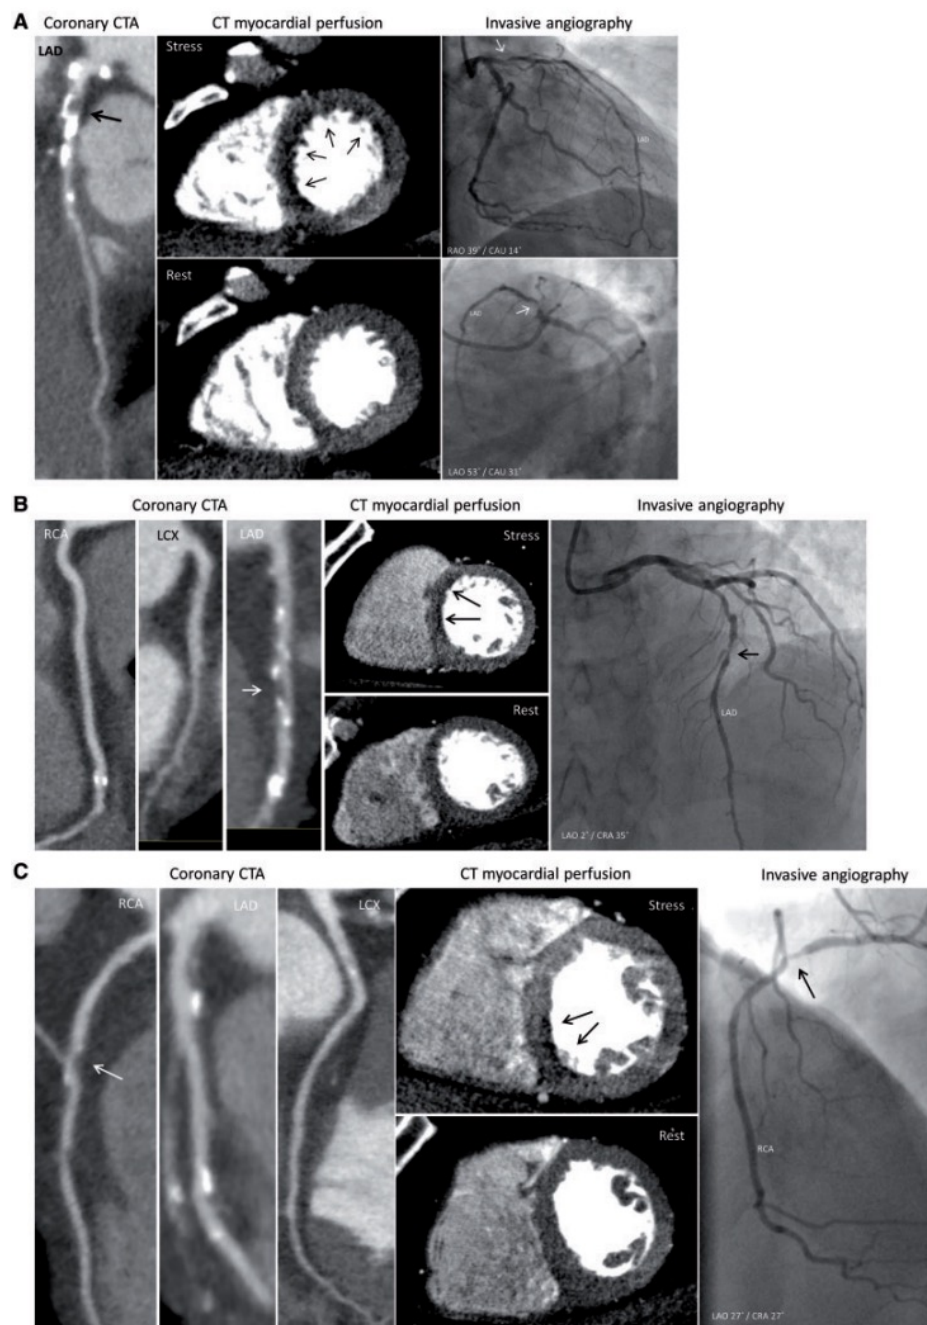 A
Coronary CTA
CT myocardial perfusion
Invasive angiography
LAD
Stress
LAD
RAO 39° / CAU 14°
Rest
LAD
LAO 53° / CAU 31°
B
Coronary CTA
CT myocardial perfusion
Invasive angiography
RCA
LCX
LAD
Stress
Rest
LAD
LAO 2° / CRA 35°
C
Coronary CTA
CT myocardial perfusion
Invasive angiography
RCA
LAD
LCX
Stress
Rest
RCA
LAO 27° / CRA 27°